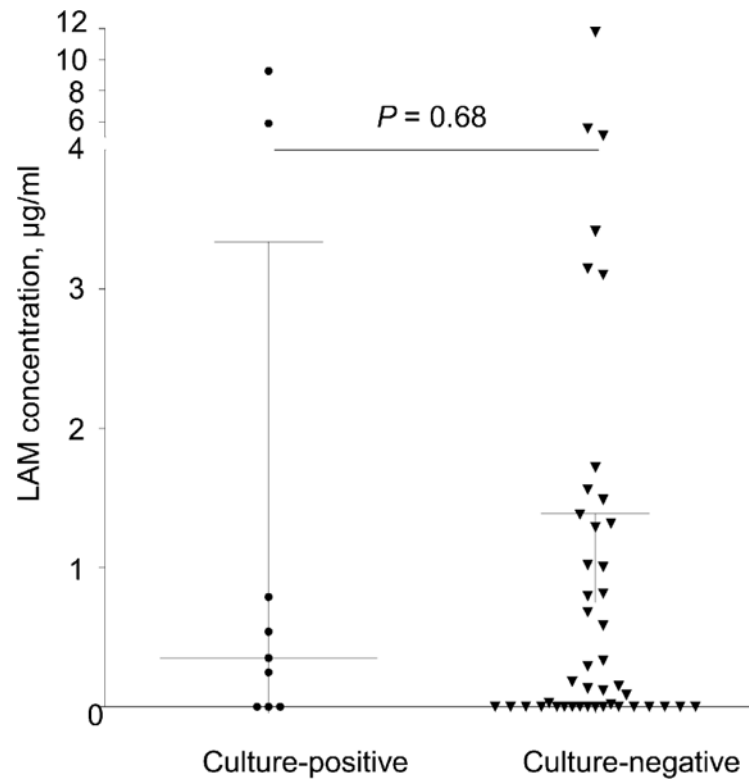 12
10
8
6
4
P = 0.68
3
2
1
0
LAM concentration, µg/ml
Culture-positive
Culture-negative